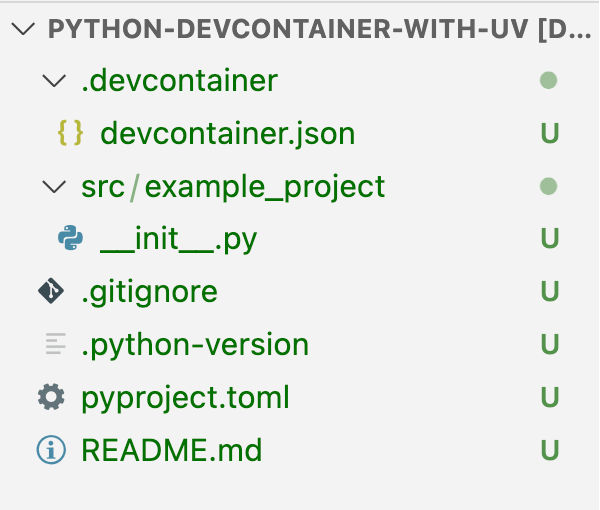 PYTHON-DEVCONTAINER-WITH-UV [D...
.devcontainer
{} devcontainer.json U
src/example_project
__init__.py U
.gitignore U
.python-version U
pyproject.toml U
README.md U